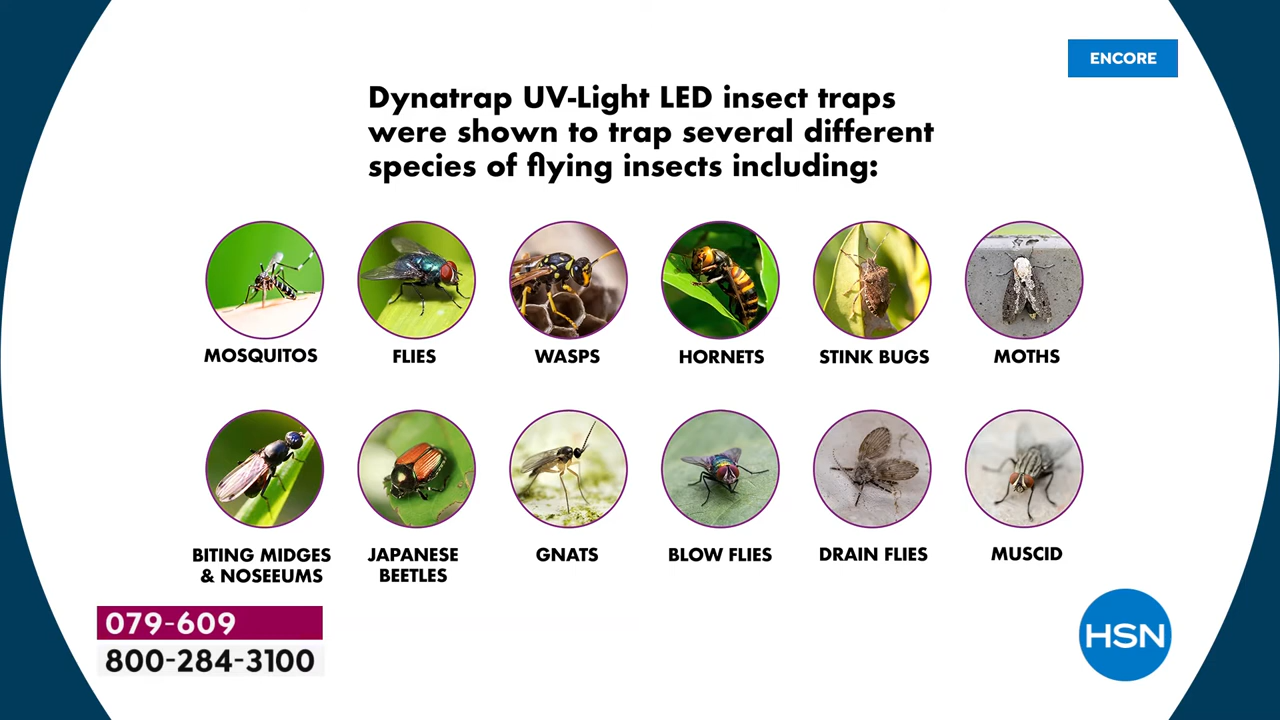 ENCORE
Dynatrap UV-Light LED insect traps
were shown to trap several different
species of flying insects including:
MOSQUITOS
FLIES
WASPS
HORNETS
STINK BUGS
MOTHS
BITING MIDGES
& NOSEEUMS
JAPANESE
BEETLES
GNATS
BLOW FLIES
DRAIN FLIES
MUSCID
079-609
800-284-3100
HSN